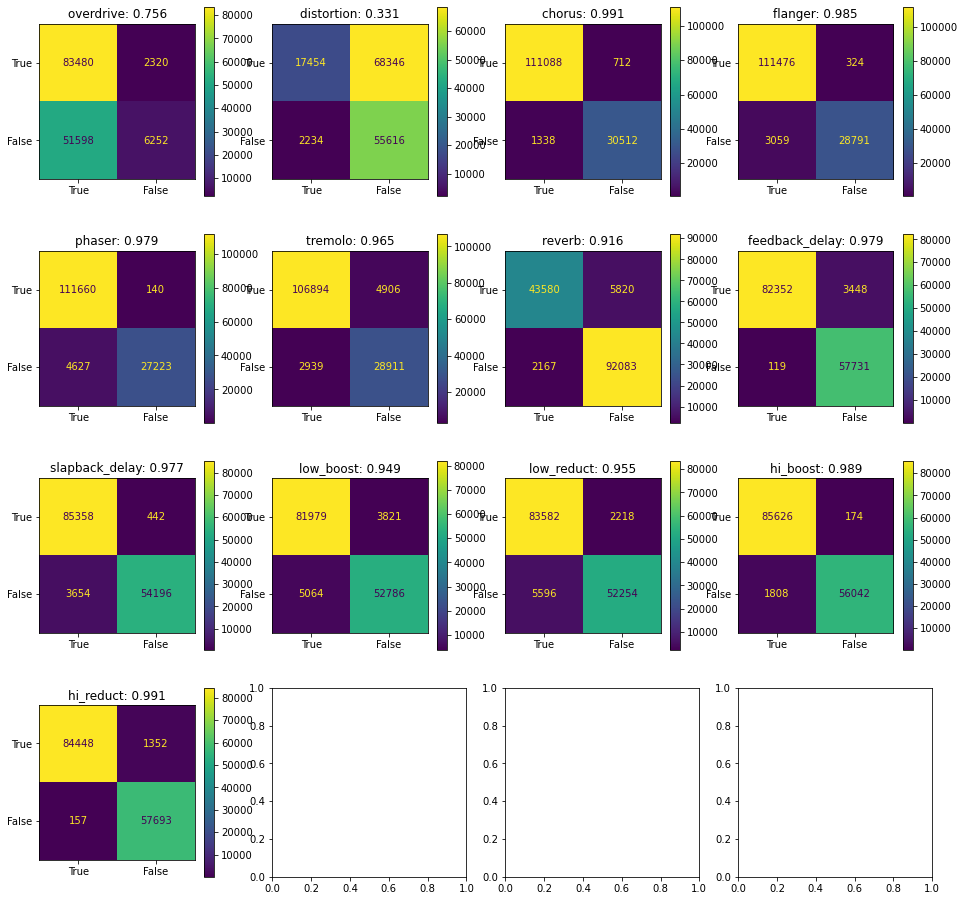 overdrive: 0.756
True 83480 2320
False 51598 6252
True False
80000
70000
60000
50000
40000
30000
20000
10000
distortion: 0.331
True 17454 68346
False 2234 55616
True False
60000
50000
40000
30000
20000
10000
chorus: 0.991
True 111088 712
False 1338 30512
True False
100000
80000
60000
40000
20000
flanger: 0.985
True 111476 324
False 3059 28791
True False
100000
80000
60000
40000
20000
phaser: 0.979
True 111660 140
False 4627 27223
True False
100000
80000
60000
40000
20000
tremolo: 0.965
True 106894 4906
False 2939 28911
True False
100000
80000
60000
40000
20000
reverb: 0.916
True 43580 5820
False 2167 92083
True False
90000
80000
70000
60000
50000
40000
30000
20000
10000
feedback_delay: 0.979
True 82352 3448
False 119 57731
True False
80000
70000
60000
50000
40000
30000
20000
10000
slapback_delay: 0.977
True 85358 442
False 3654 54196
True False
80000
70000
60000
50000
40000
30000
20000
10000
low_boost: 0.949
True 81979 3821
False 5064 52786
True False
80000
70000
60000
50000
40000
30000
20000
10000
low_reduct: 0.955
True 83582 2218
False 5596 52254
True False
80000
70000
60000
50000
40000
30000
20000
10000
hi_boost: 0.989
True 85626 174
False 1808 56042
True False
80000
70000
60000
50000
40000
30000
20000
10000
hi_reduct: 0.991
True 84448 1352
False 157 57693
True False
80000
70000
60000
50000
40000
30000
20000
10000
1.0
0.8
0.6
0.4
0.2
0.0
0.0 0.2 0.4 0.6 0.8 1.0
1.0
0.8
0.6
0.4
0.2
0.0
0.0 0.2 0.4 0.6 0.8 1.0
1.0
0.8
0.6
0.4
0.2
0.0
0.0 0.2 0.4 0.6 0.8 1.0